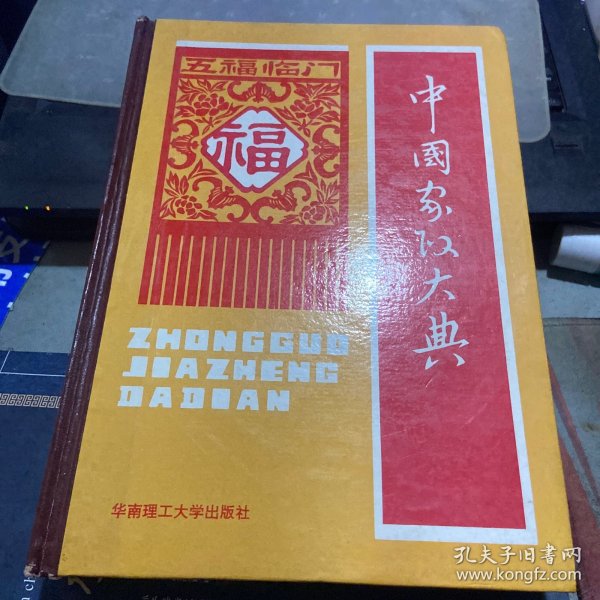 五福临门
福
中國家政大典
ZHONGGUO
JIAZHENG
DADIAN
华南理工大学出版社
孔夫子旧书网
www.kongfz.com